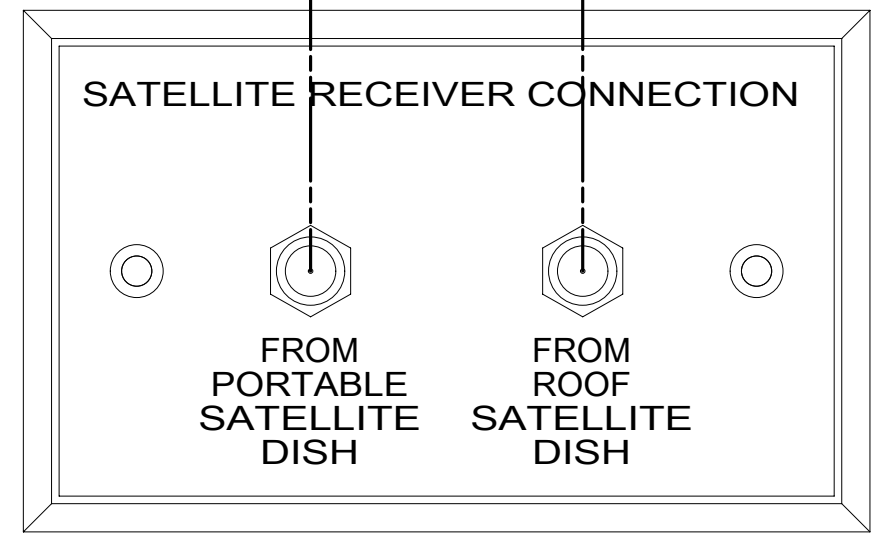 SATELLITE RECEIVER CONNECTION
FROM
PORTABLE
SATELLITE
DISH
FROM
ROOF
SATELLITE
DISH